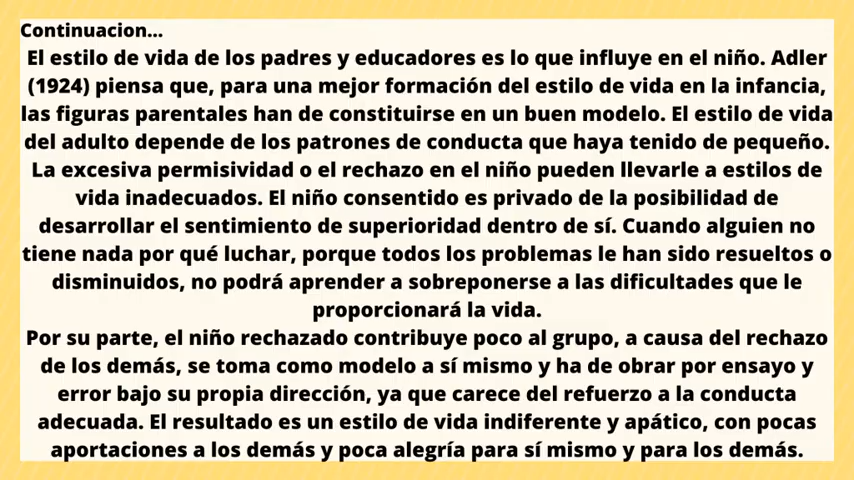 Continuacion...
El estilo de vida de los padres y educadores es lo que influye en el niño. Adler
(1924) piensa que, para una mejor formación del estilo de vida en la infancia,
las figuras parentales han de constituirse en un buen modelo. El estilo de vida
del adulto depende de los patrones de conducta que haya tenido de pequeño.
La excesiva permisividad o el rechazo en el niño pueden llevarle a estilos de
vida inadecuados. El niño consentido es privado de la posibilidad de
desarrollar el sentimiento de superioridad dentro de sí. Cuando alguien no
tiene nada por qué luchar, porque todos los problemas le han sido resueltos o
disminuidos, no podrá aprender a sobreponerse a las dificultades que le
proporcionará la vida.
Por su parte, el niño rechazado contribuye poco al grupo, a causa del rechazo
de los demás, se toma como modelo a sí mismo y ha de obrar por ensayo y
error bajo su propia dirección, ya que carece del refuerzo a la conducta
adecuada. El resultado es un estilo de vida indiferente y apático, con pocas
aportaciones a los demás y poca alegría para sí mismo y para los demás.